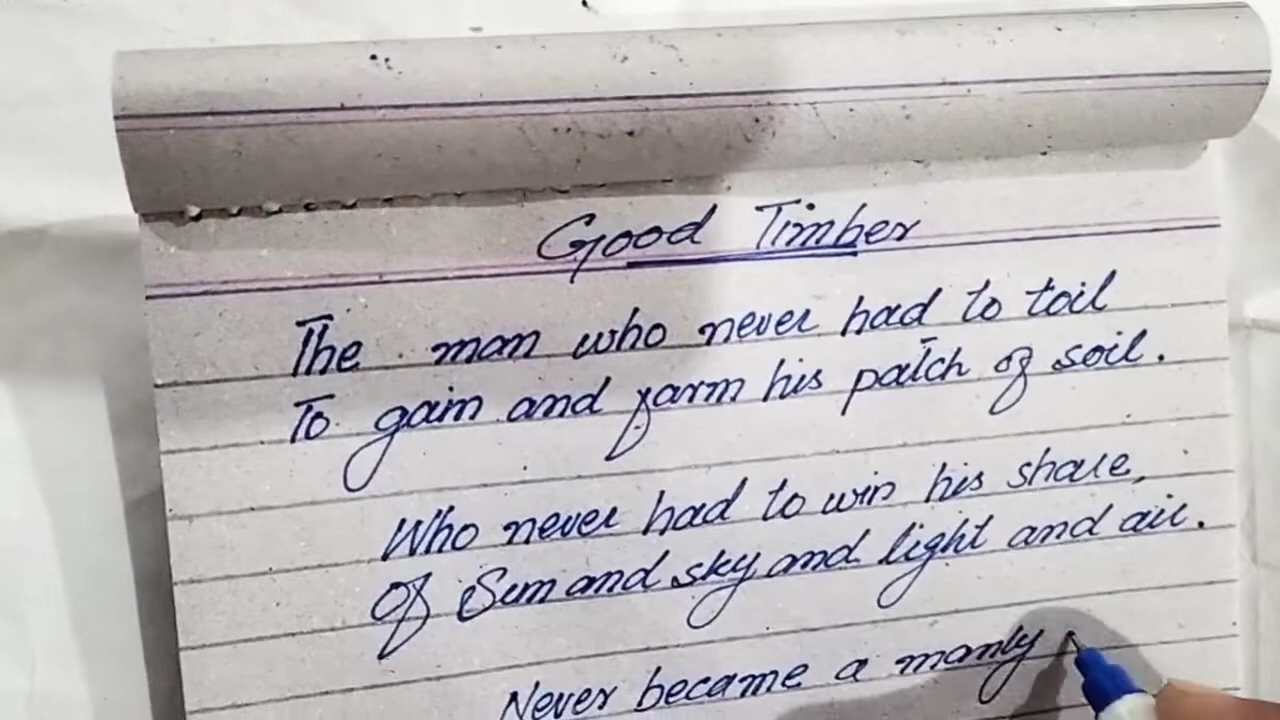 Good Timber
The man who never had to toil
To gain and farm his patch of soil.
Who never had to win his share,
Of Sun and sky and light and air.
Never became a manly